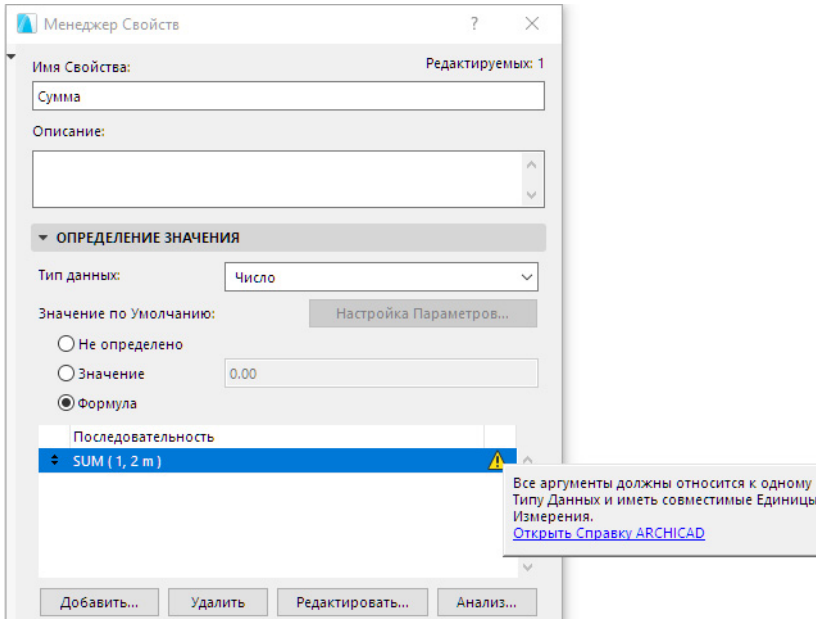 Менеджер Свойств
?
Имя Свойства:
Редактируемых: 1
Сумма
Описание:
ОПРЕДЕЛЕНИЕ ЗНАЧЕНИЯ
Тип данных:
Число
Значение по Умолчанию:
Настройка Параметров...
Не определено
Значение
0.00
Формула
Последовательность
SUM ( 1, 2 m )
Все аргументы должны относится к одному
Типу Данных и иметь совместимые Единицы
Измерения.
Открыть Справку ARCHICAD
Добавить...
Удалить
Редактировать...
Анализ...